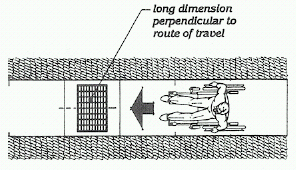 long dimension
perpendicular to
route of travel